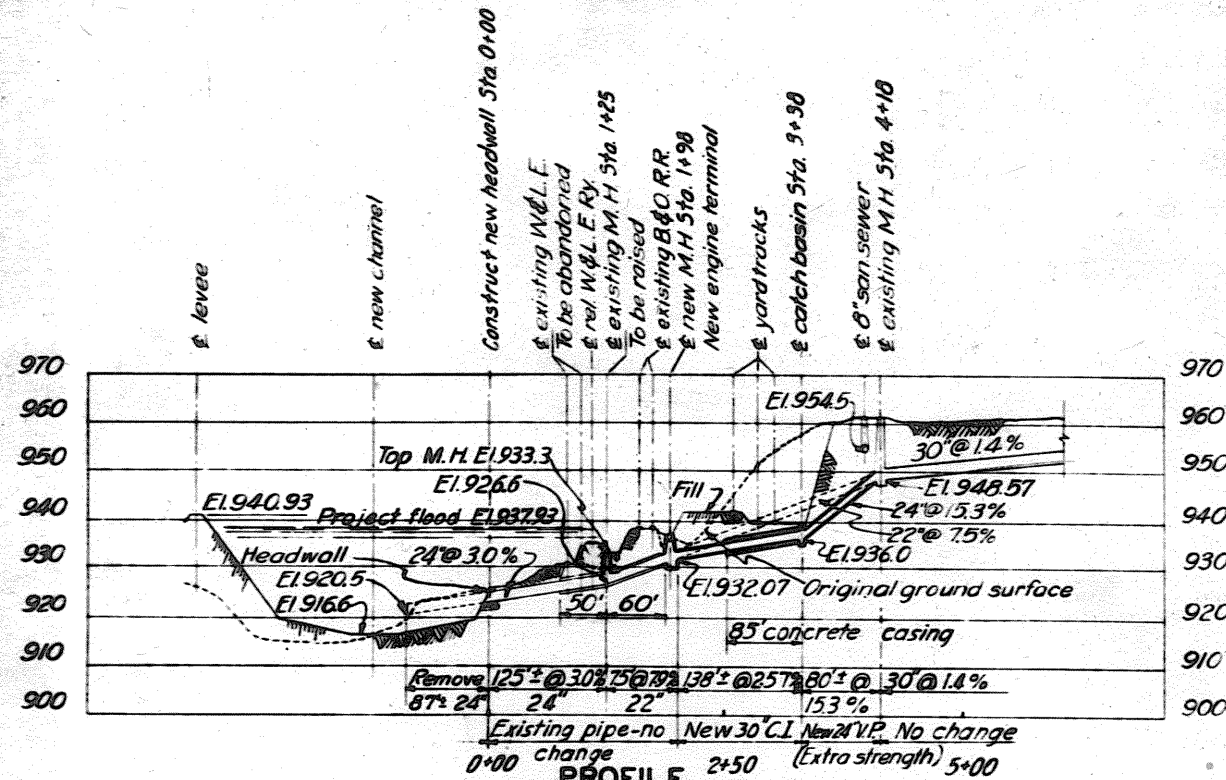 ℄ levee
℄ new channel
Construct new headwall Sta. 0+00
℄ existing W.&L.E.
To be abandoned
℄ rel. W.&L.E. Ry.
℄ existing M.H. Sta. 1+25
To be raised
℄ existing B.&O. R.R.
℄ new M.H. Sta. 1+98
New engine terminal
℄ yard tracks
℄ catch basin Sta. 3+38
℄ 8" san. sewer
℄ existing M.H. Sta. 4+18
970
970
960
960
950
950
940
940
930
930
920
920
910
910
900
900
El. 954.5
30" @ 1.4%
Top M.H. El. 933.3
El. 926.6
Fill
El. 948.57
El. 940.93
24" @ 15.3%
Project flood El. 937.93
22" @ 7.5%
Headwall
24" @ 3.0%
El. 936.0
El. 920.5
El. 932.07
Original ground surface
El. 916.6
50'
60'
85' concrete casing
Remove
87'± 24"
125'± @ 3.0%
24"
22"
138'± @ 2.57%
80'± @
15.3%
30" @ 1.4%
Existing pipe-no
change
New 30" C.I.
New 24" V.P.
(Extra strength)
No change
0+00
2+50
5+00
PROFILE